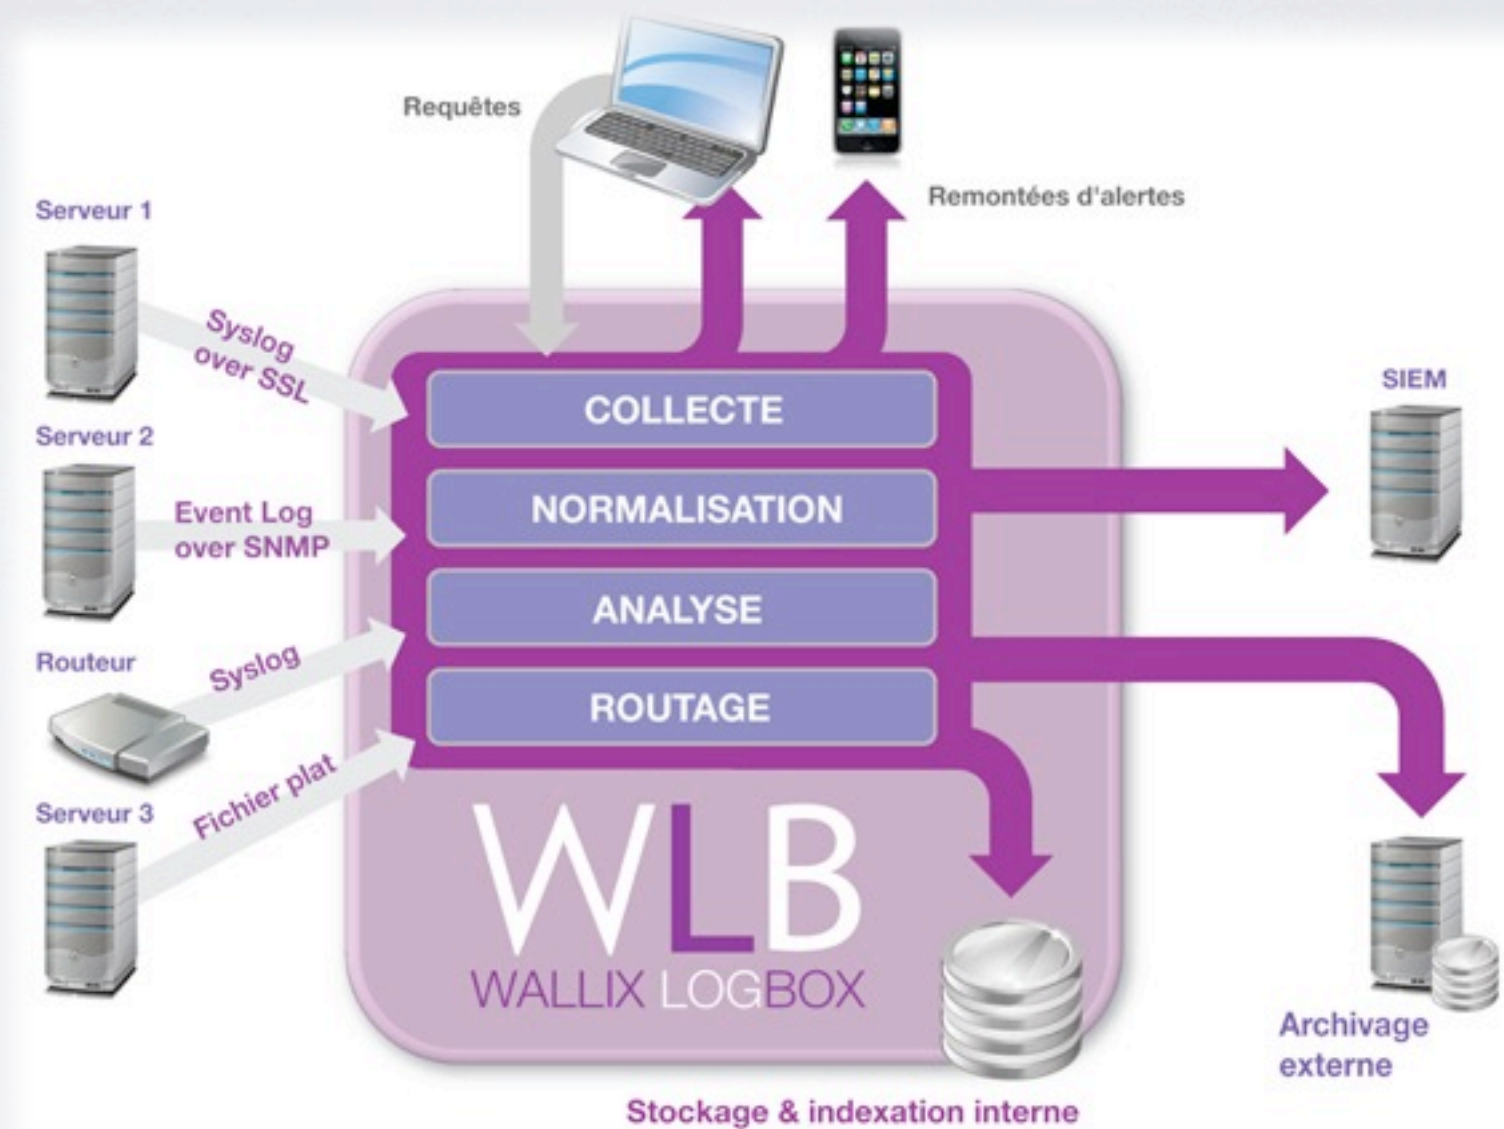 Requêtes
Remontées d'alertes
Serveur 1
Syslog
over SSL
Serveur 2
Event Log
over SNMP
Routeur
Syslog
Serveur 3
Fichier plat
COLLECTE
NORMALISATION
ANALYSE
ROUTAGE
WLB
WALLIX LOGBOX
SIEM
Archivage
externe
Stockage & indexation interne